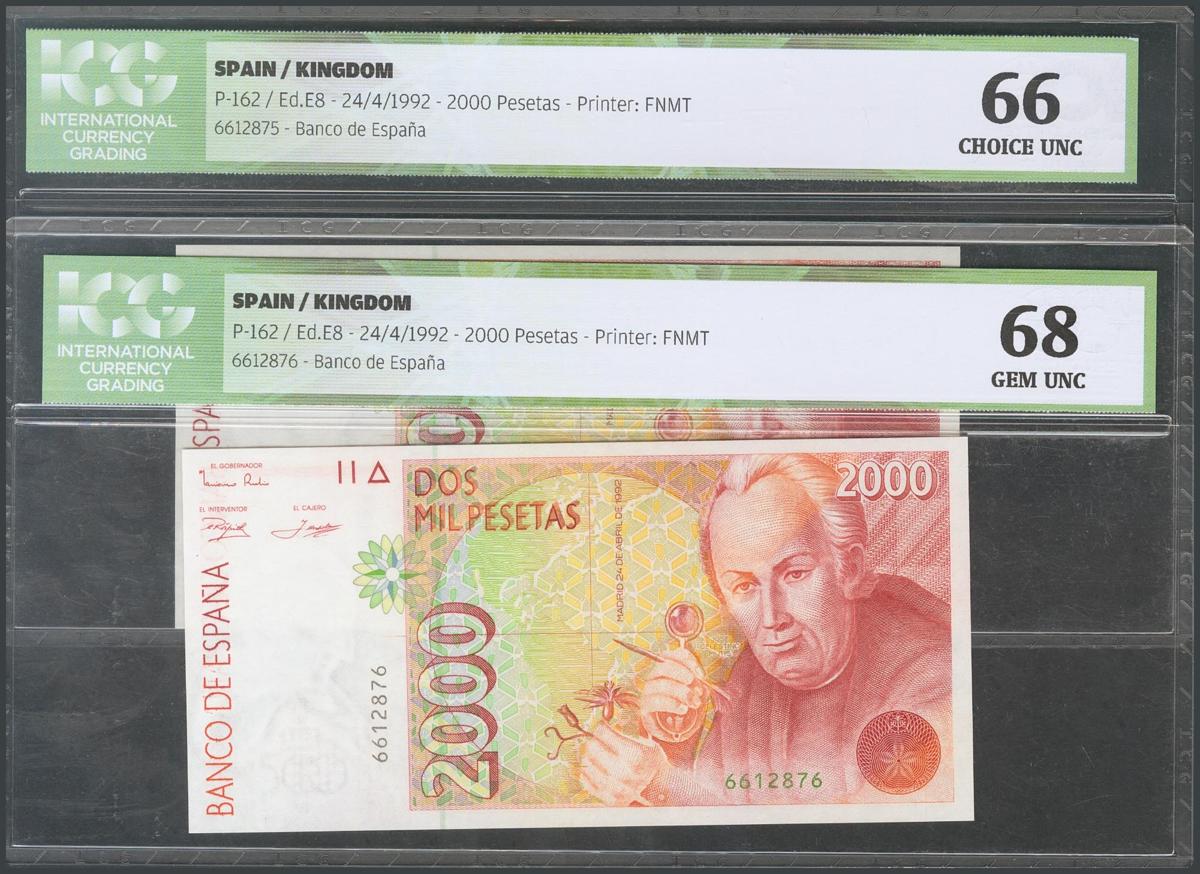 ICG
INTERNATIONAL
CURRENCY
GRADING
SPAIN / KINGDOM
P-162 / Ed.E8 - 24/4/1992 - 2000 Pesetas - Printer: FNMT
6612875 - Banco de España
66
CHOICE UNC
ICG
INTERNATIONAL
CURRENCY
GRADING
SPAIN / KINGDOM
P-162 / Ed.E8 - 24/4/1992 - 2000 Pesetas - Printer: FNMT
6612876 - Banco de España
68
GEM UNC
SPA
EL GOBERNADOR
EL INTERVENTOR
EL CAJERO
DOS
MIL PESETAS
2000
MADRID 24 DE ABRIL DE 1992
BANCO DE ESPAÑA
6612876
2000
6612876